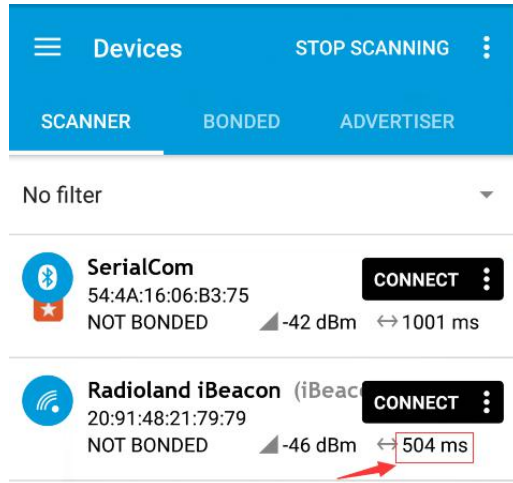 Devices STOP SCANNING
SCANNER BONDED ADVERTISER
No filter
SerialCom
CONNECT
54:4A:16:06:B3:75
NOT BONDED -42 dBm 1001 ms
Radioland iBeacon (iBeac
CONNECT
20:91:48:21:79:79
NOT BONDED -46 dBm 504 ms